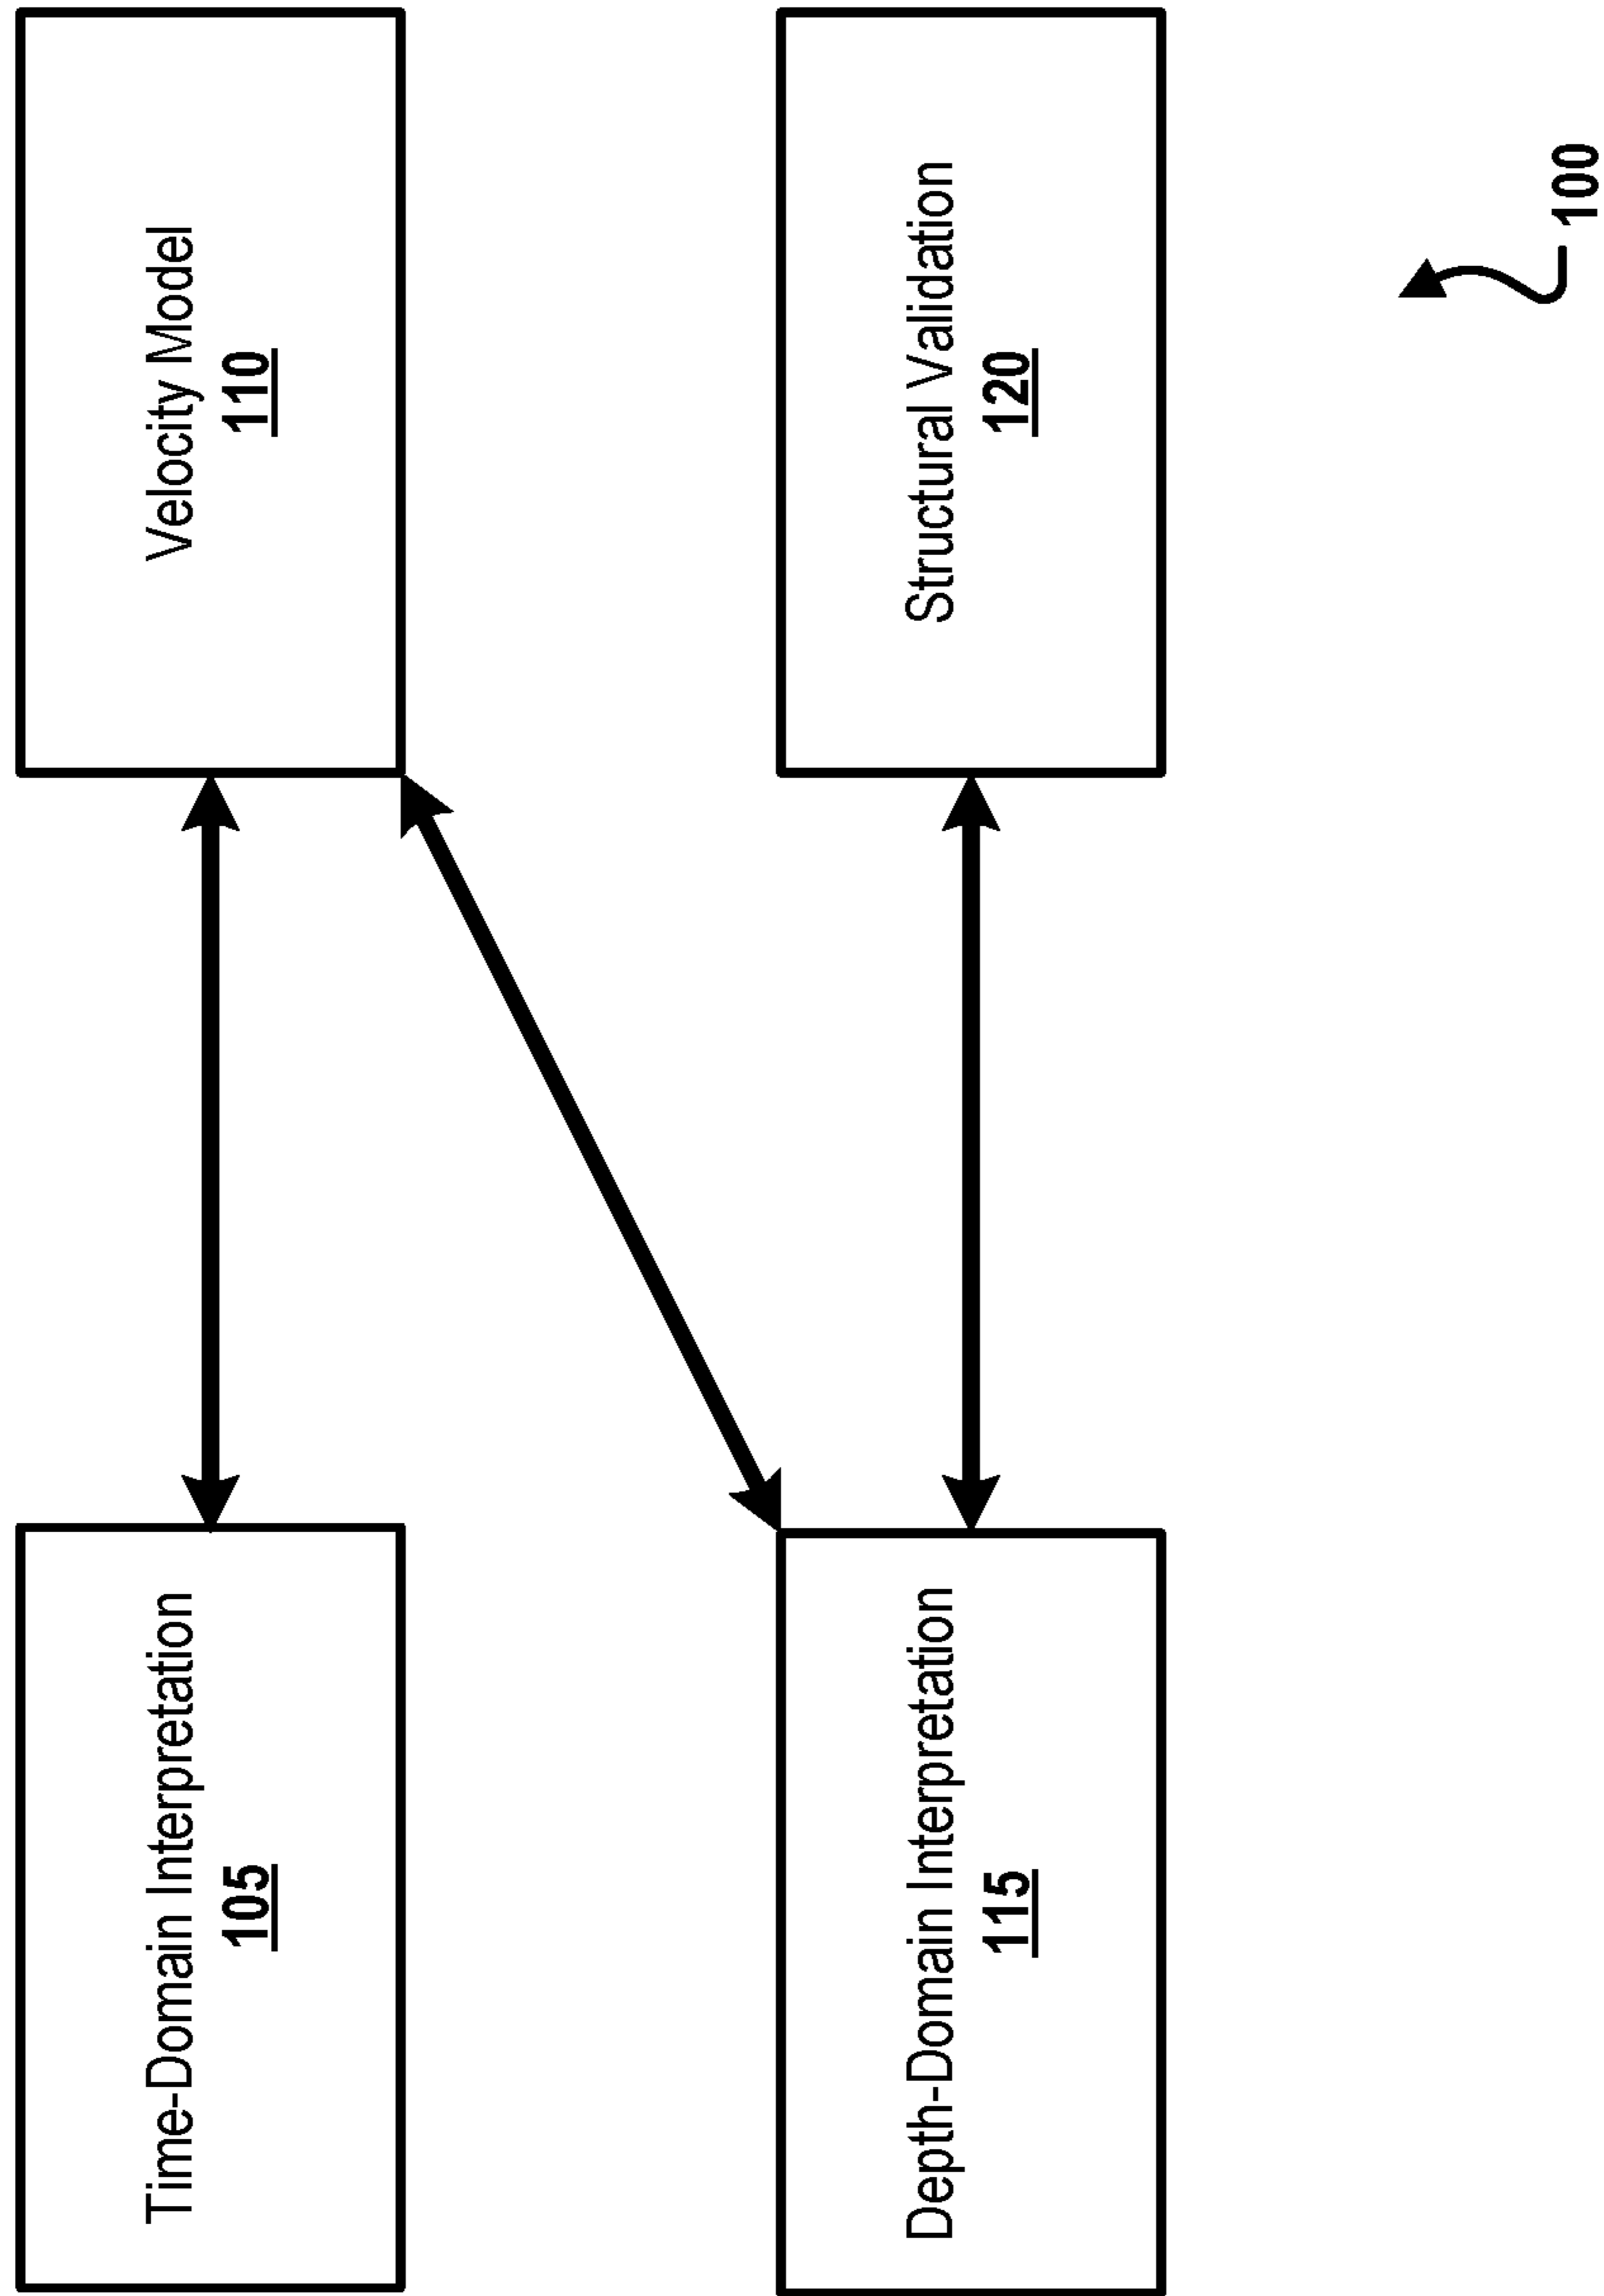 Time-Domain Interpretation
105
Velocity Model
110
Depth-Domain Interpretation
115
Structural Validation
120
100